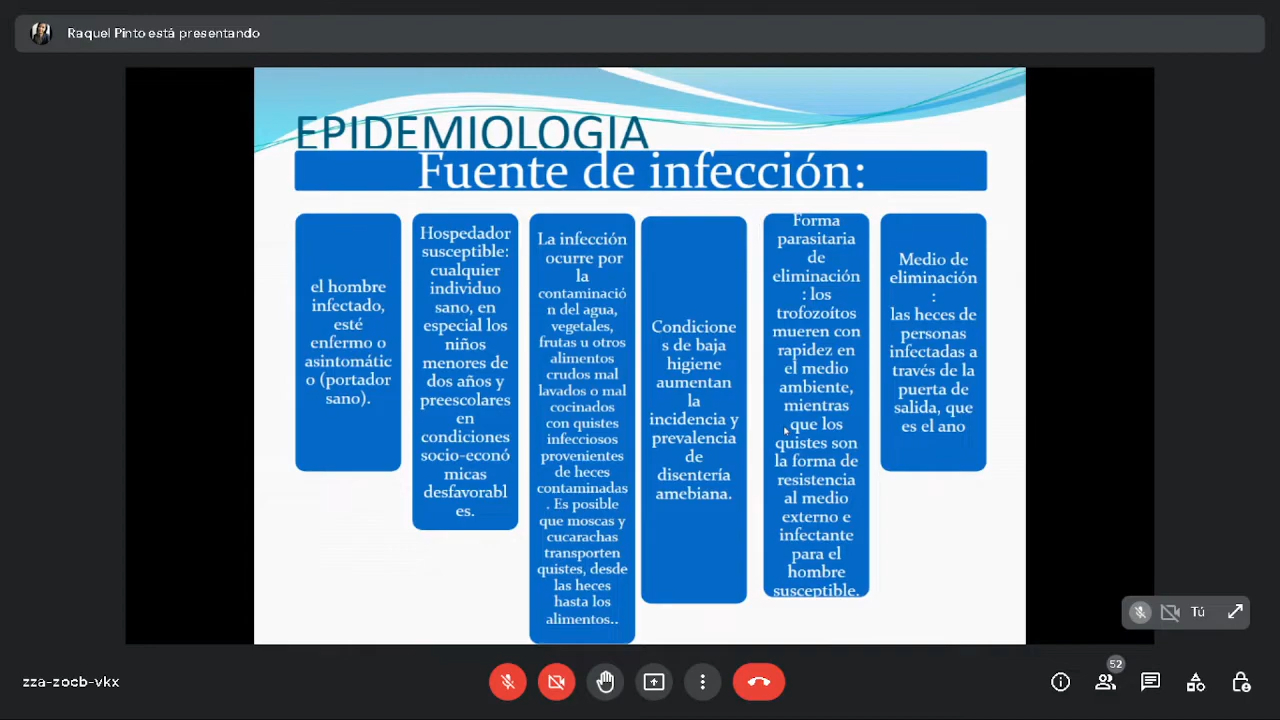 Raquel Pinto está presentando
EPIDEMIOLOGIA
Fuente de infección:
el hombre
infectado,
esté
enfermo o
asintomátic
o (portador
sano).
Hospedador
susceptible:
cualquier
individuo
sano, en
especial los
niños
menores de
dos años y
preescolares
en
condiciones
socio-econó
micas
desfavorabl
es.
La infección
ocurre por
la
contaminació
n del agua,
vegetales,
frutas u otros
alimentos
crudos mal
lavados o mal
cocinados
con quistes
infecciosos
provenientes
de heces
contaminadas
. Es posible
que moscas y
cucarachas
transporten
quistes, desde
las heces
hasta los
alimentos..
Condicione
s de baja
higiene
aumentan
la
incidencia y
prevalencia
de
disentería
amebiana.
Forma
parasitaria
de
eliminación
: los
trofozoítos
mueren con
rapidez en
el medio
ambiente,
mientras
que los
quistes son
la forma de
resistencia
al medio
externo e
infectante
para el
hombre
susceptible.
Medio de
eliminación
:
las heces de
personas
infectadas a
través de la
puerta de
salida, que
es el ano
Tú
zza-zocb-vkx
52